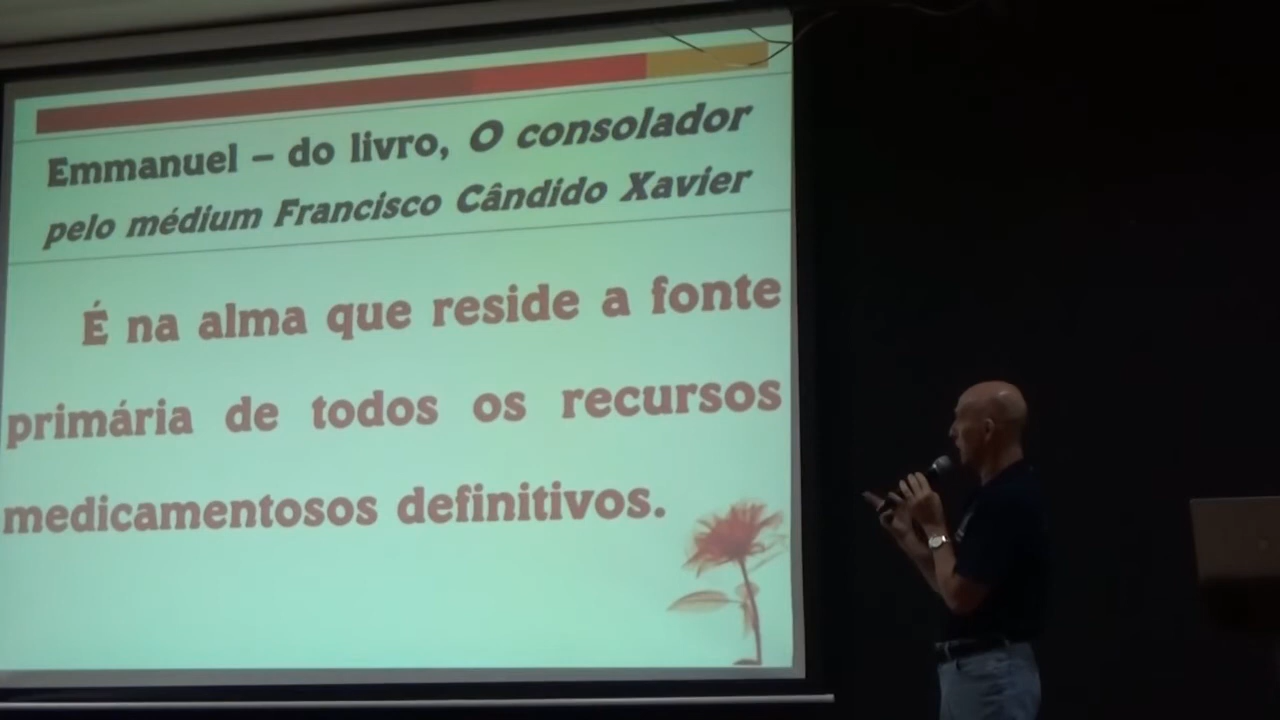 Emmanuel – do livro, O consolador
pelo médium Francisco Cândido Xavier
É na alma que reside a fonte
primária de todos os recursos
medicamentosos definitivos.